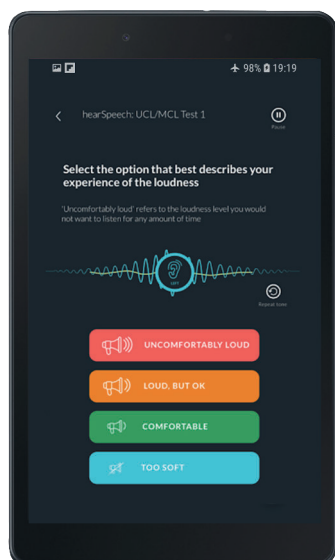 98% 19:19
hearSpeech: UCL/MCL Test 1
Pause
Select the option that best describes your
experience of the loudness
'Uncomfortably loud' refers to the loudness level you would
not want to listen for any amount of time
LEFT
Repeat tone
UNCOMFORTABLY LOUD
LOUD, BUT OK
COMFORTABLE
TOO SOFT